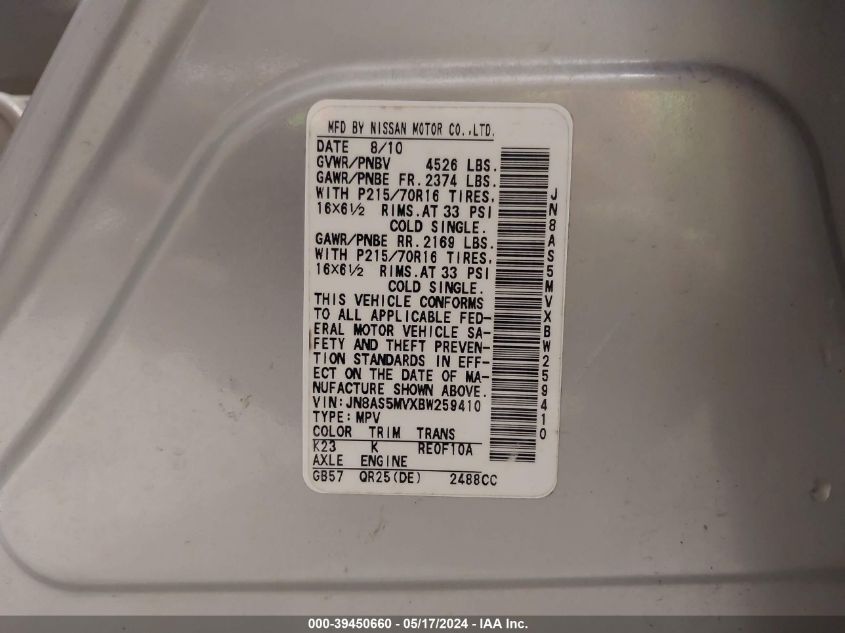 MFD BY NISSAN MOTOR CO.,LTD.
DATE 8/10
GVWR/PNBV 4526 LBS.
GAWR/PNBE FR. 2374 LBS.
WITH P215/70R16 TIRES,
16X6½ RIMS. AT 33 PSI
COLD SINGLE.
GAWR/PNBE RR. 2169 LBS.
WITH P215/70R16 TIRES,
16X6½ RIMS. AT 33 PSI
COLD SINGLE.
THIS VEHICLE CONFORMS
TO ALL APPLICABLE FED-
ERAL MOTOR VEHICLE SA-
FETY AND THEFT PREVEN-
TION STANDARDS IN EFF-
ECT ON THE DATE OF MA-
NUFACTURE SHOWN ABOVE.
VIN: JN8AS5MVXBW259410
TYPE: MPV
COLOR TRIM TRANS
K23 K RE0F10A
AXLE ENGINE
GB57 QR25(DE) 2488CC
JN8AS5MVXBW259410
000-39450660 - 05/17/2024 - IAA Inc.